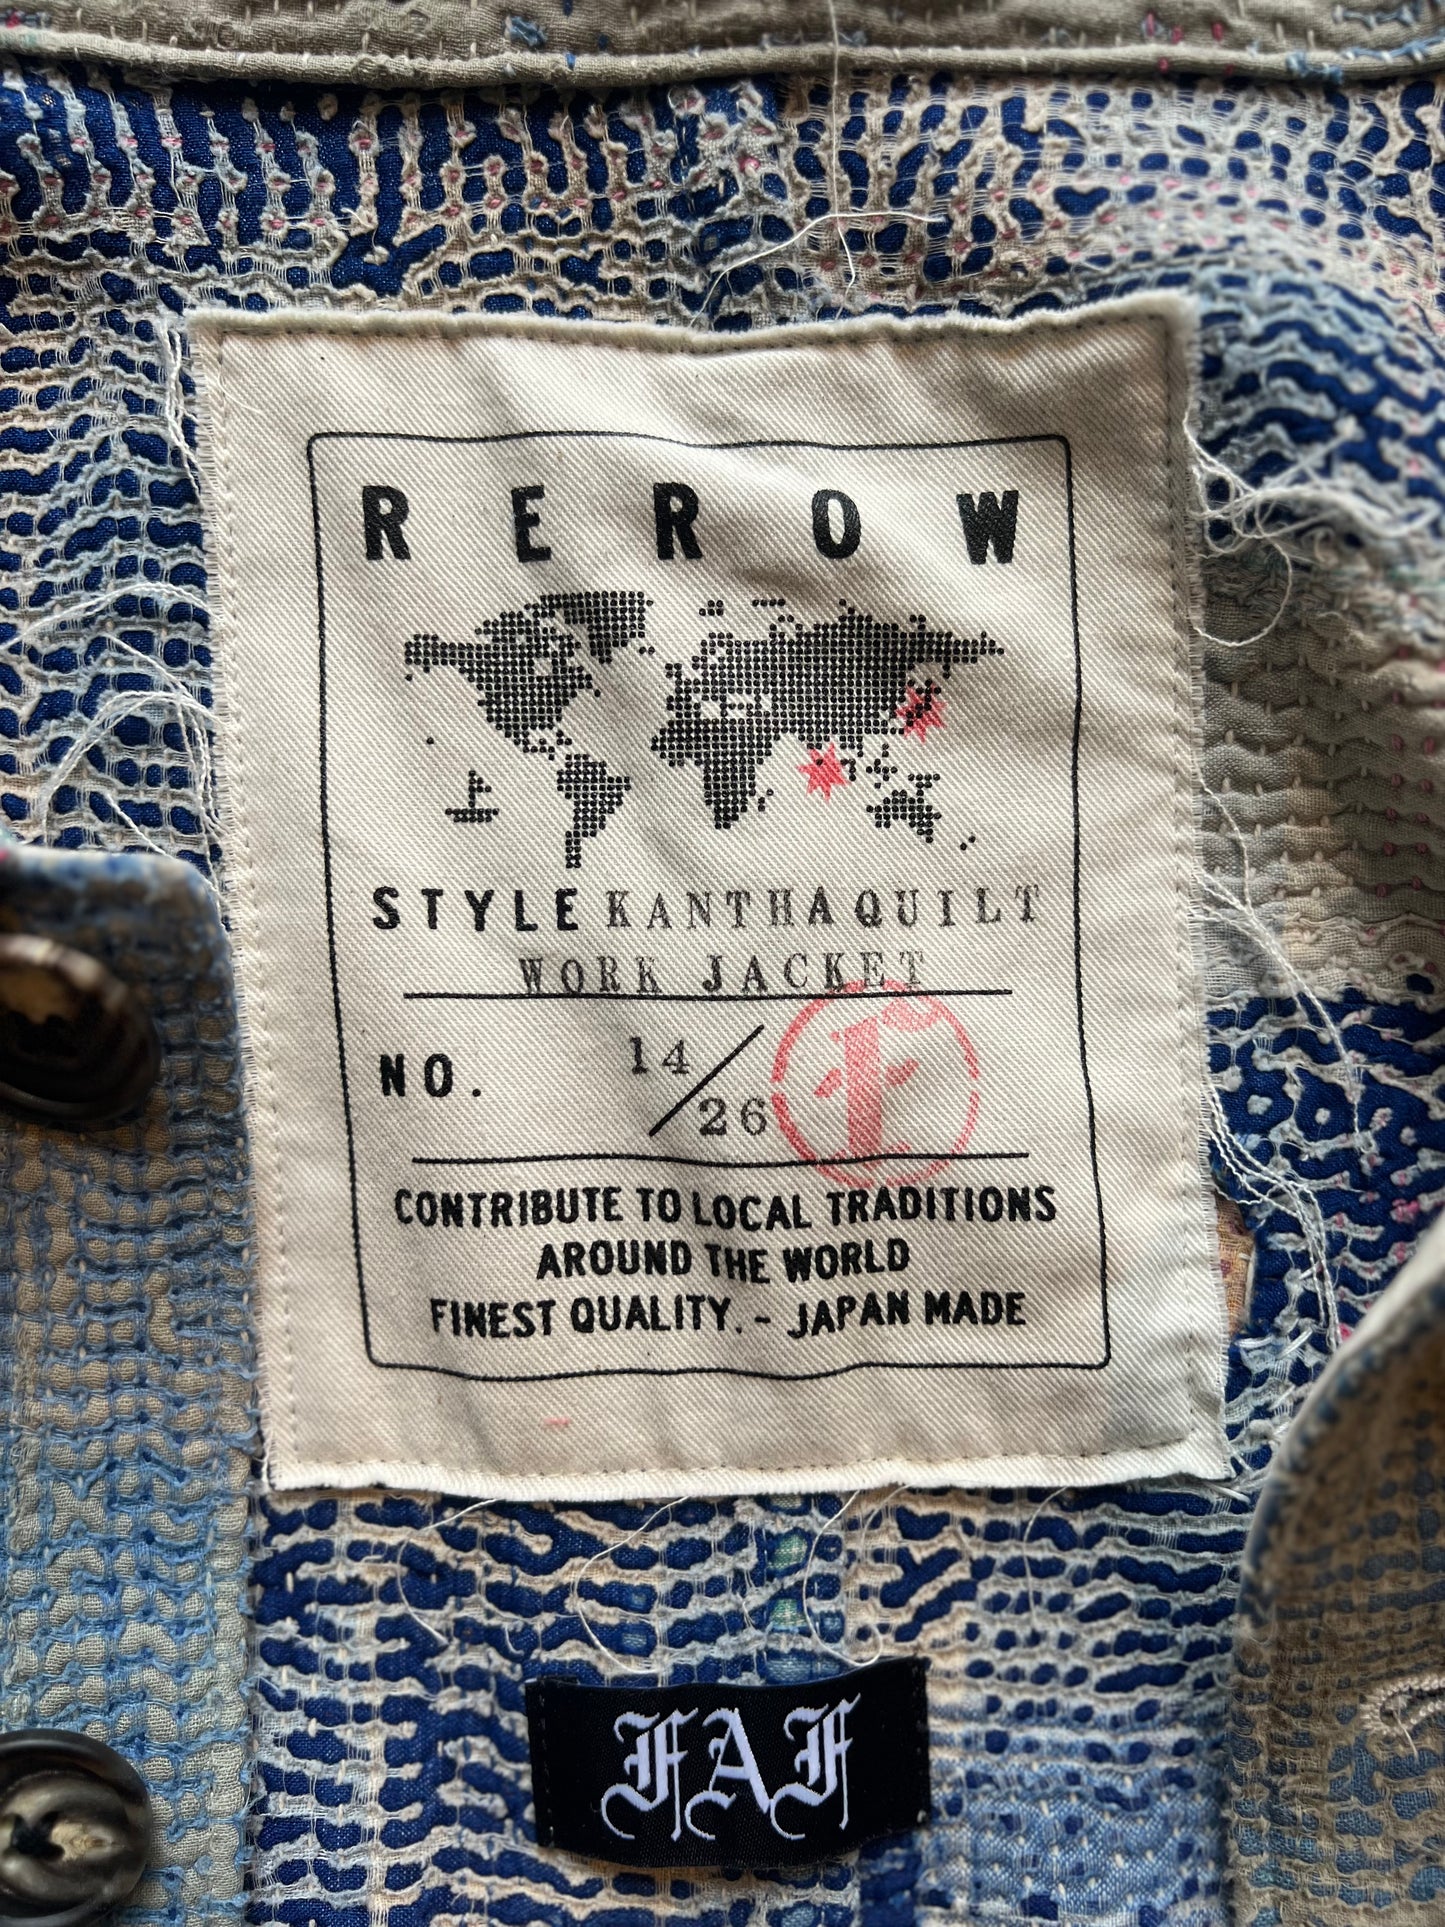 REROW
STYLE KANTHA QUILT
WORK JACKET
NO. 14/26
CONTRIBUTE TO LOCAL TRADITIONS
AROUND THE WORLD
FINEST QUALITY. - JAPAN MADE
FAF